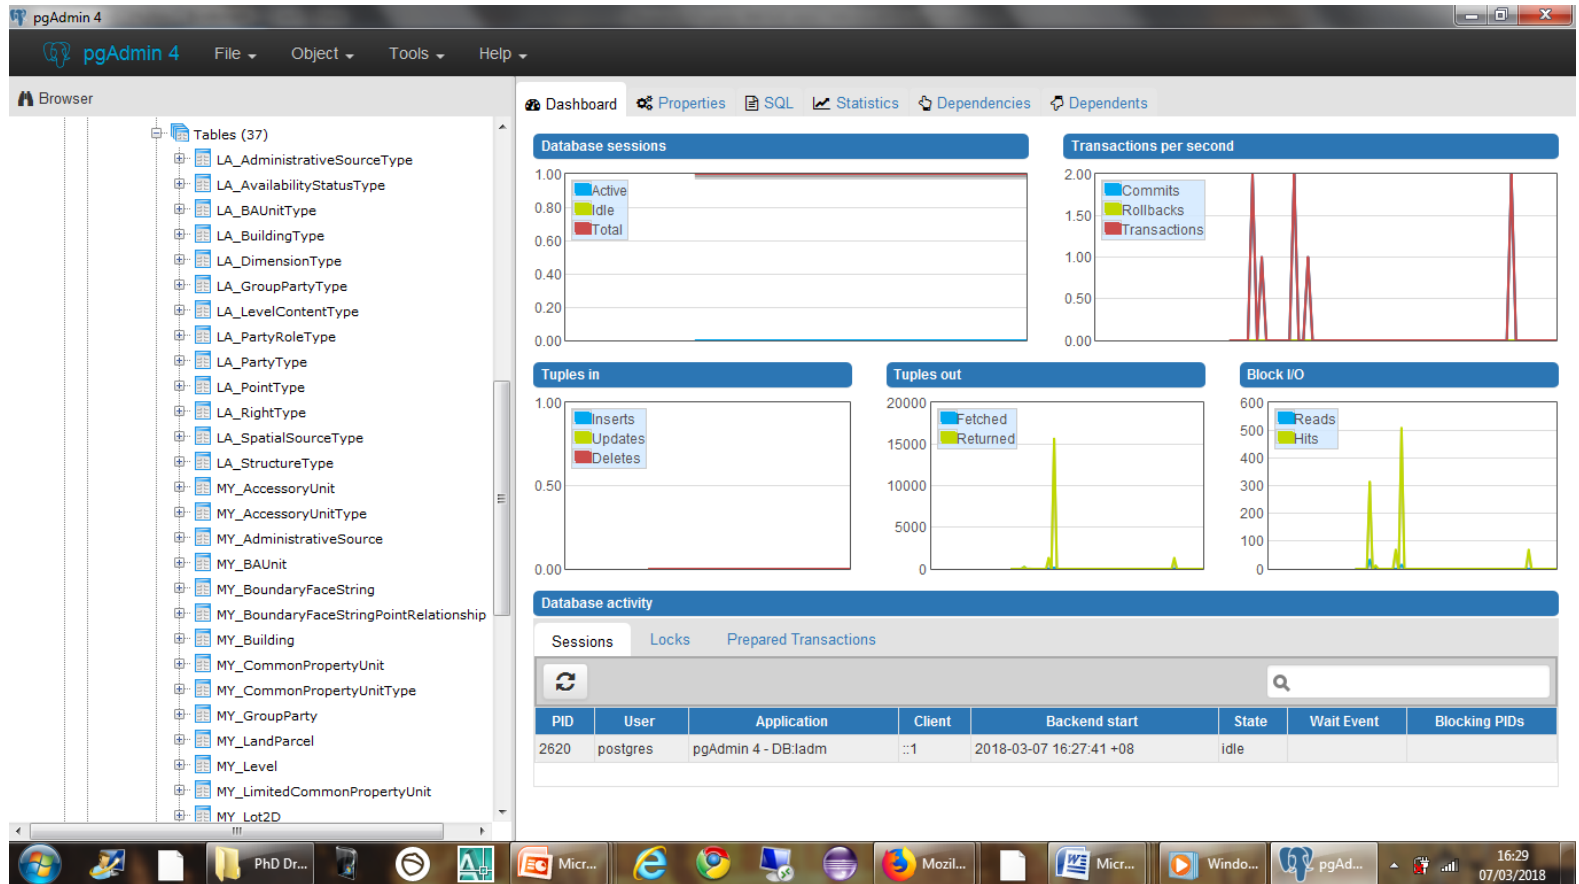 pgAdmin 4
pgAdmin 4 File Object Tools Help
Browser
Tables (37)
LA_AdministrativeSourceType
LA_AvailabilityStatusType
LA_BAUnitType
LA_BuildingType
LA_DimensionType
LA_GroupPartyType
LA_LevelContentType
LA_PartyRoleType
LA_PartyType
LA_PointType
LA_RightType
LA_SpatialSourceType
LA_StructureType
MY_AccessoryUnit
MY_AccessoryUnitType
MY_AdministrativeSource
MY_BAUnit
MY_BoundaryFaceString
MY_BoundaryFaceStringPointRelationship
MY_Building
MY_CommonPropertyUnit
MY_CommonPropertyUnitType
MY_GroupParty
MY_LandParcel
MY_Level
MY_LimitedCommonPropertyUnit
MY_Lot2D
Dashboard Properties SQL Statistics Dependencies Dependents
Database sessions
1.00
0.80
0.60
0.40
0.20
0.00
Active
Idle
Total
Transactions per second
2.00
1.50
1.00
0.50
0.00
Commits
Rollbacks
Transactions
Tuples in
1.00
0.50
0.00
Inserts
Updates
Deletes
Tuples out
20000
15000
10000
5000
0
Fetched
Returned
Block I/O
600
500
400
300
200
100
0
Reads
Hits
Database activity
Sessions Locks Prepared Transactions
PID User Application Client Backend start State Wait Event Blocking PIDs
2620 postgres pgAdmin 4 - DB:ladm ::1 2018-03-07 16:27:41 +08 idle
PhD Dr... Micr... Mozil... Micr... Windo... pgAd... 16:29
07/03/2018